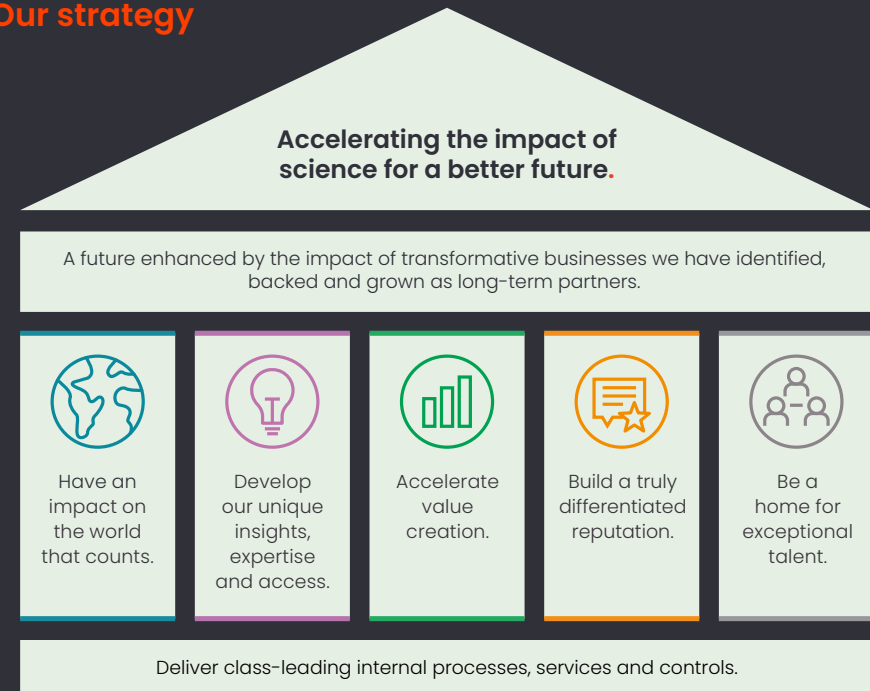 Our strategy
Accelerating the impact of
science for a better future.
A future enhanced by the impact of transformative businesses we have identified,
backed and grown as long-term partners.
Have an
impact on
the world
that counts.
Develop
our unique
insights,
expertise
and access.
Accelerate
value
creation.
Build a truly
differentiated
reputation.
Be a
home for
exceptional
talent.
Deliver class-leading internal processes, services and controls.